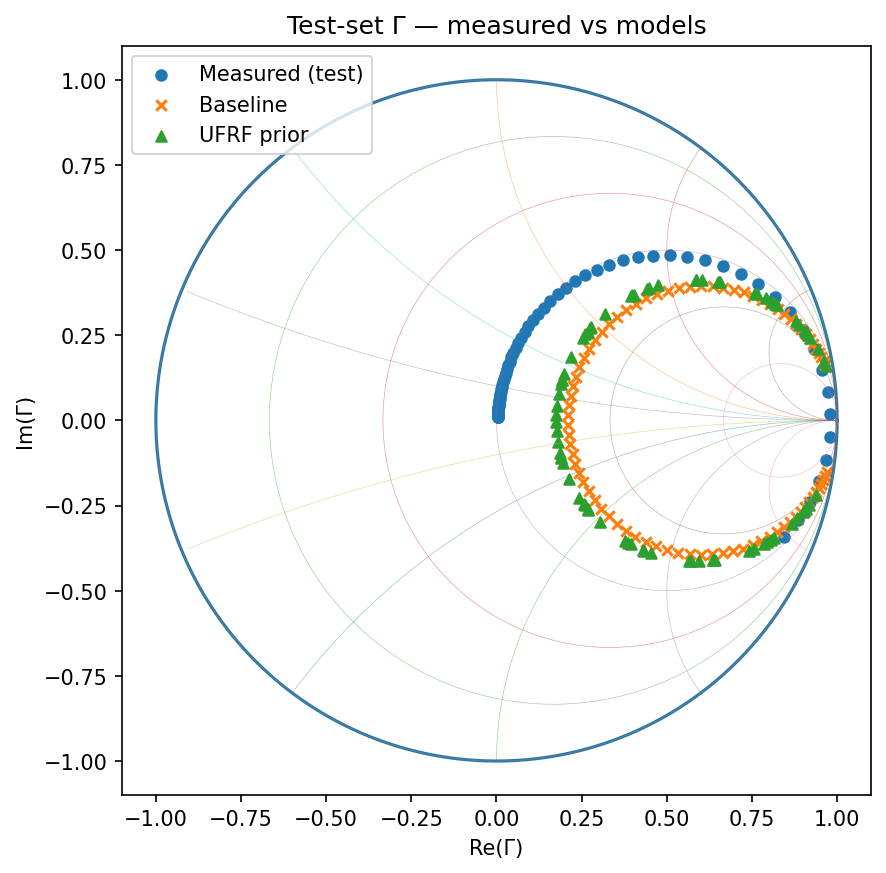 Test-set Γ — measured vs models
Measured (test)
Baseline
UFRF prior
1.00
0.75
0.50
0.25
0.00
−0.25
−0.50
−0.75
−1.00
Im(Γ)
−1.00 −0.75 −0.50 −0.25 0.00 0.25 0.50 0.75 1.00
Re(Γ)